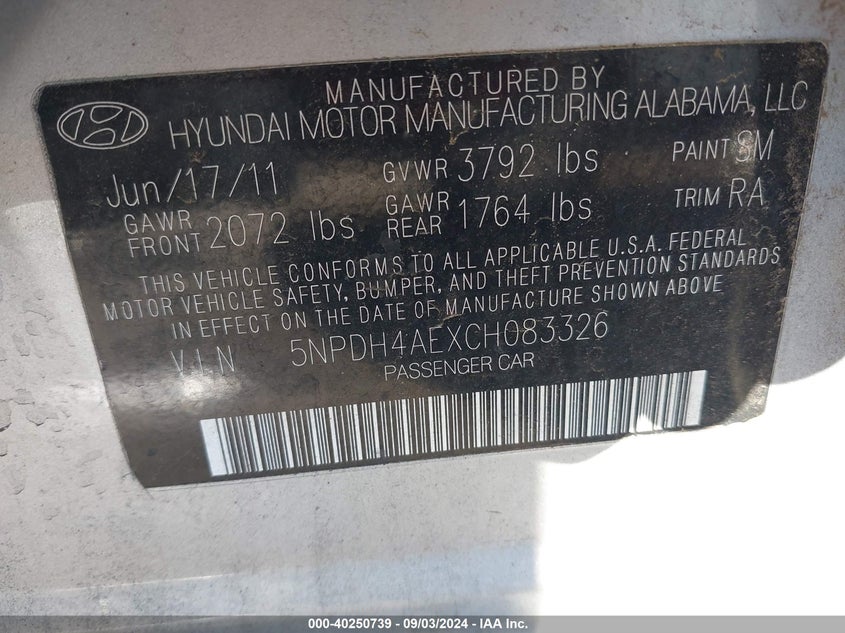 MANUFACTURED BY
HYUNDAI MOTOR MANUFACTURING ALABAMA, LLC
Jun/17/11 GVWR 3792 lbs PAINT SM
GAWR FRONT 2072 lbs GAWR REAR 1764 lbs TRIM RA
THIS VEHICLE CONFORMS TO ALL APPLICABLE U.S.A. FEDERAL
MOTOR VEHICLE SAFETY, BUMPER, AND THEFT PREVENTION STANDARDS
IN EFFECT ON THE DATE OF MANUFACTURE SHOWN ABOVE
V.I.N 5NPDH4AEXCH083326
PASSENGER CAR
000-40250739 - 09/03/2024 - IAA Inc.